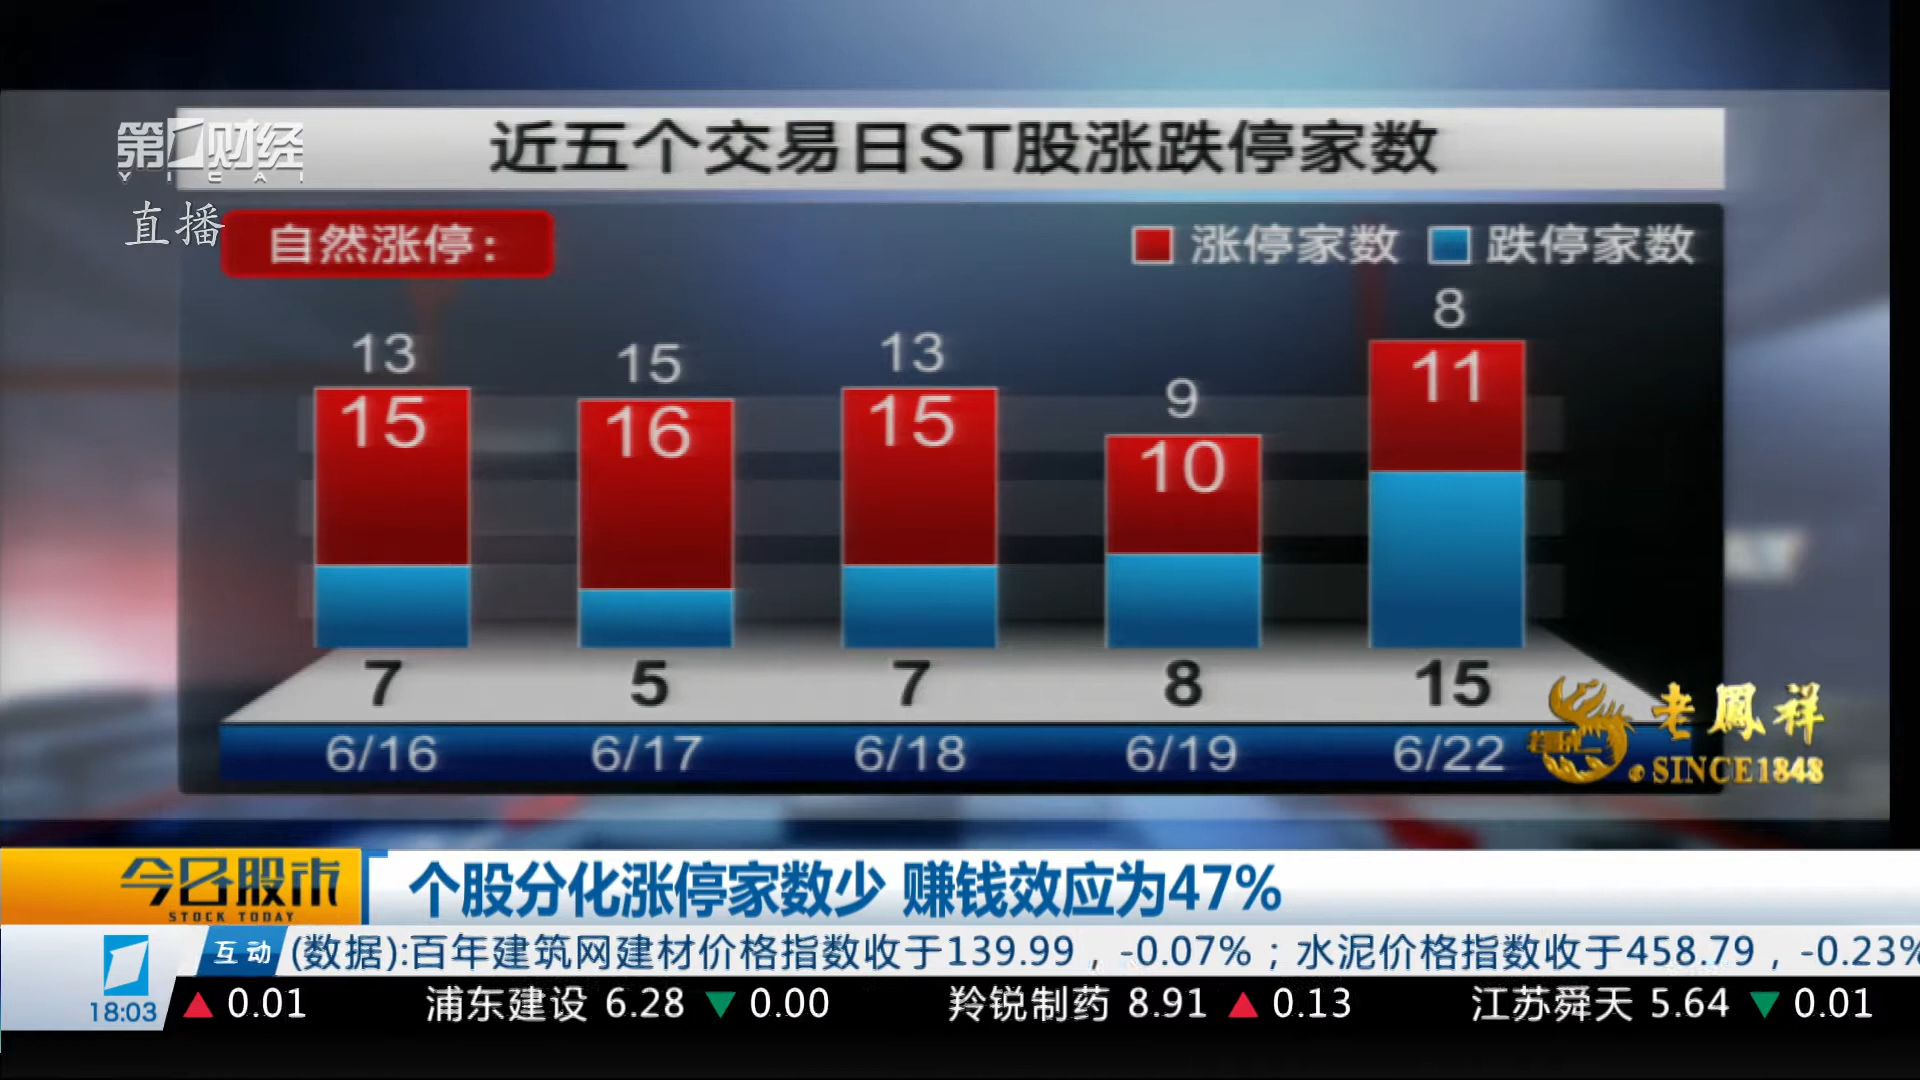 第1财经
YICAI
直播
近五个交易日ST股涨跌停家数
自然涨停：
涨停家数 跌停家数
13 15 13 9 8
15 16 15 10 11
7 5 7 8 15
6/16 6/17 6/18 6/19 6/22
老鳳祥
SINCE1848
今日股市
STOCK TODAY
个股分化涨停家数少 赚钱效应为47%
互动 (数据):百年建筑网建材价格指数收于139.99，-0.07%；水泥价格指数收于458.79，-0.23%
18:03
▲ 0.01 浦东建设 6.28 ▼ 0.00 羚锐制药 8.91 ▲ 0.13 江苏舜天 5.64 ▼ 0.01